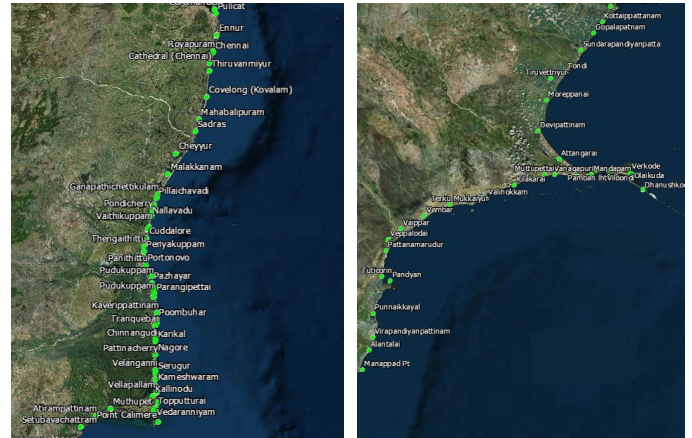 Pulicat
Ennur
Royapuram
Chennai
Cathedral (Chennai)
Thiruvanmiyur
Covelong (Kovalam)
Mahabalipuram
Sadras
Cheyyur
Malakkanam
Ganapathichettikulam
Pillaichavadi
Pondicherry
Nallavadu
Vaithikuppam
Cuddalore
Thengaithittu
Periyakuppam
Panithittu
Portonovo
Pudukuppam
Pazhayar
Pudukuppam
Parangipettai
Kaverippattinam
Poombuhar
Tranquebar
Chinnangudi
Karikal
Pattinacherry
Nagore
Velanganni
Serugur
Kameshwaram
Vellapallam
Kallinodu
Muthupet
Topputturai
Atirampattinam
Point Calimere
Vedaranniyam
Setubavachattram
Kottaippattanam
Gopalapatnam
Sundarapandiyanpatta
Tondi
Tiruvettriyur
Moreppanai
Devipattinam
Attangarai
Muttupettai
Vanagapuri
Mandapam
Verkode
Kilakarai
Pamban
Olaikuda
Valinokkam
Dhanushko
Terku Mukkaiyur
Vembar
Vaippar
Veppalodai
Pattanamarudur
Tuticorin
Pandyan
Punnaikkayal
Virapandiyanpattinam
Alantalai
Manappad Pt